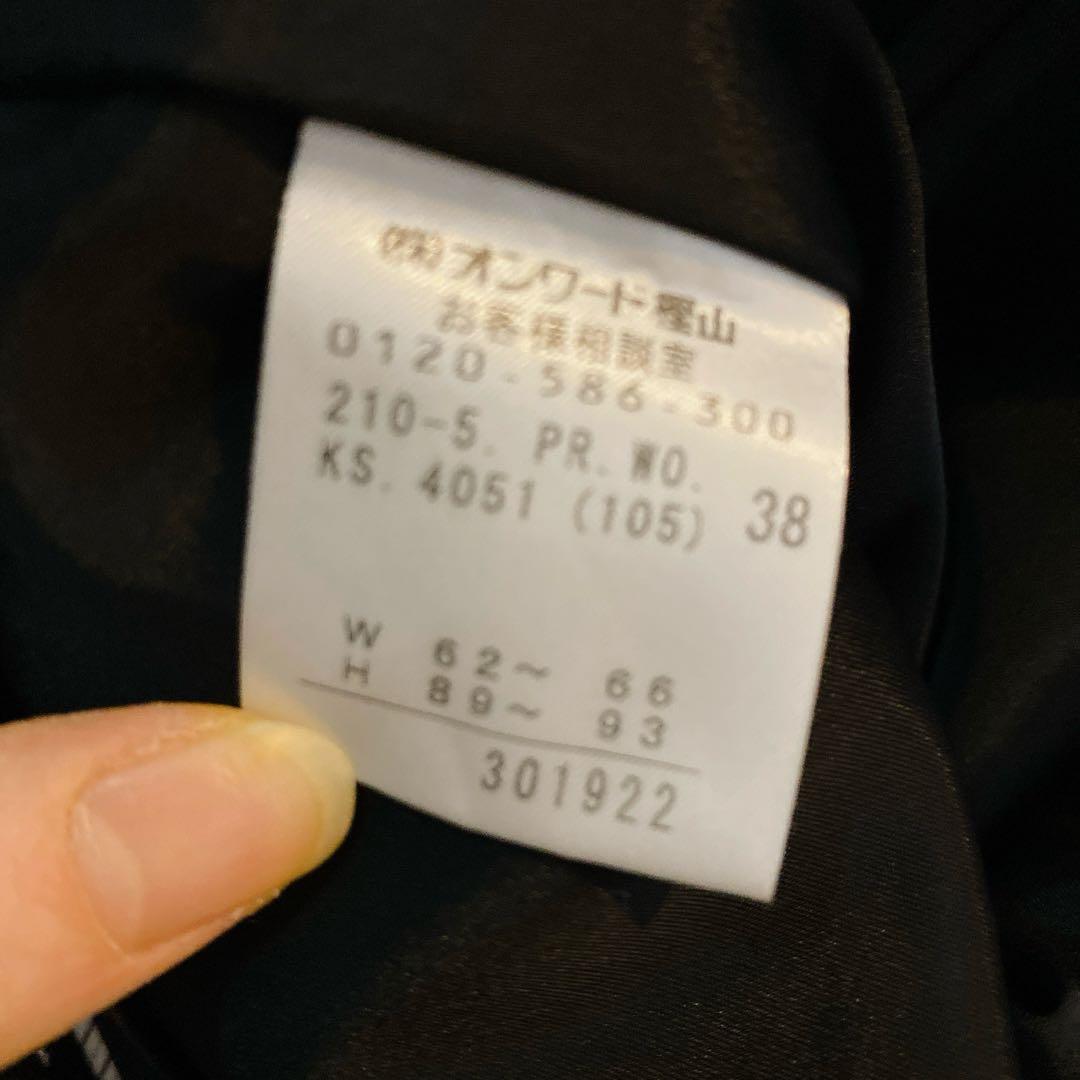 ㈱オンワード樫山
お客様相談室
0120-586-300
210-5. PR. WO.
KS. 4051 (105) 38
W 62～ 66
H 89～ 93
301922